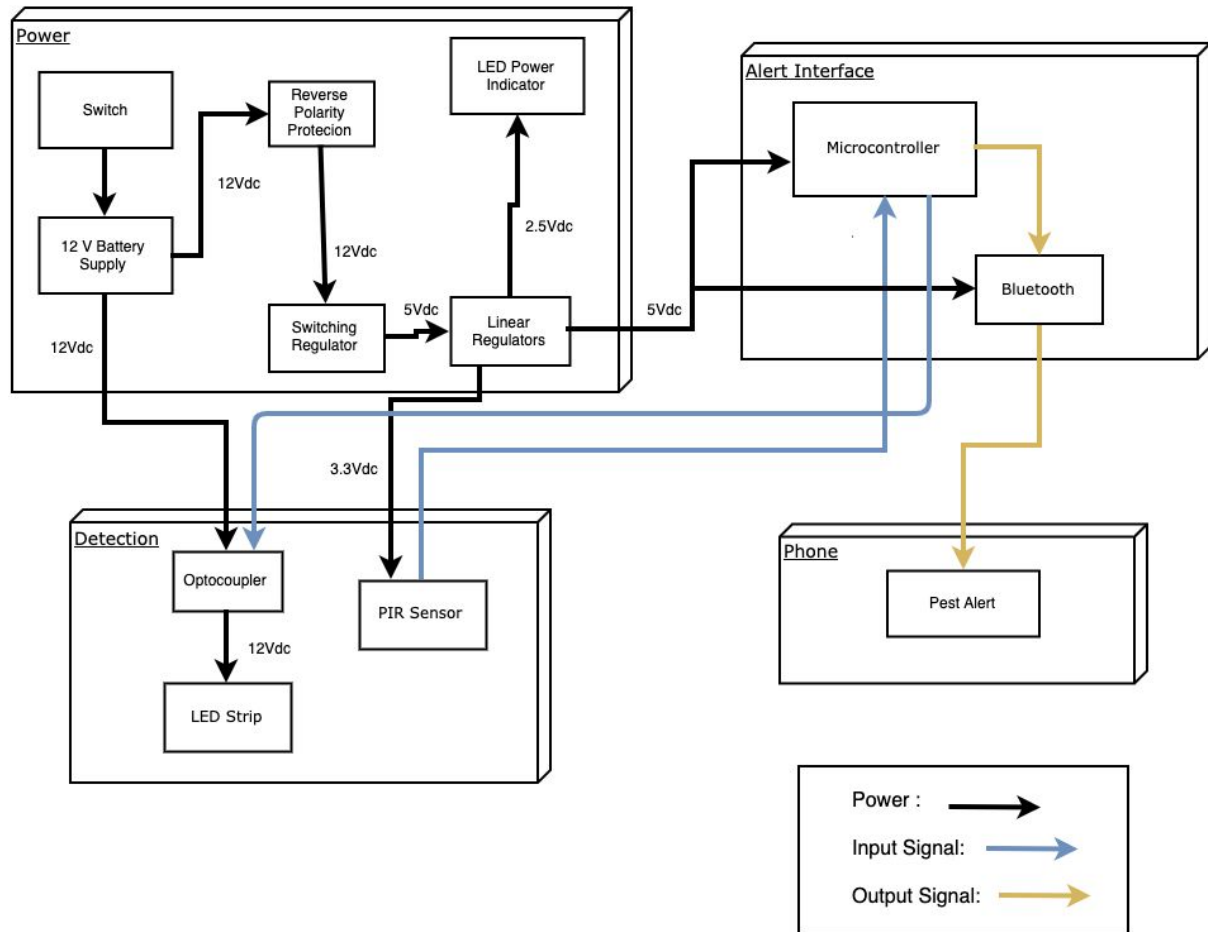 Power
Switch
12 V Battery
Supply
12Vdc
Reverse
Polarity
Protecion
12Vdc
Switching
Regulator
5Vdc
Linear
Regulators
2.5Vdc
LED Power
Indicator
5Vdc
12Vdc
3.3Vdc
Alert Interface
Microcontroller
Bluetooth
Detection
Optocoupler
12Vdc
LED Strip
PIR Sensor
Phone
Pest Alert
Power :
Input Signal:
Output Signal: